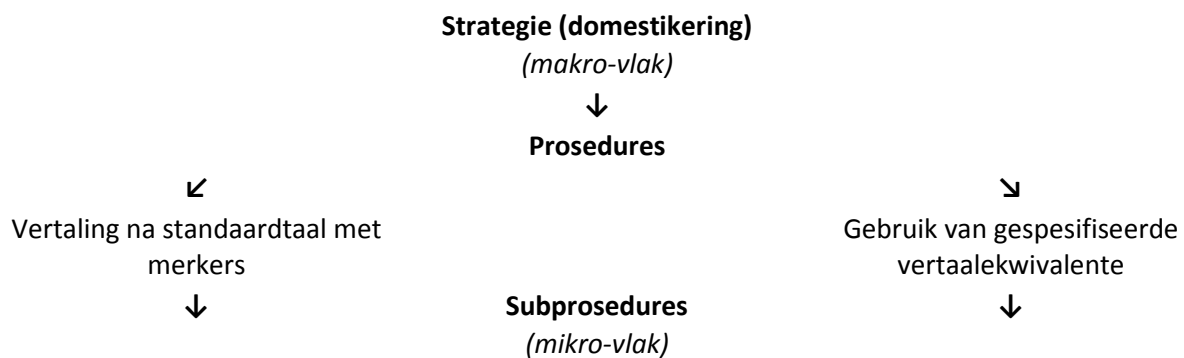 Strategie (domestikering)
(makro-vlak)
↓
Prosedures
↙ ↘
Vertaling na standaardtaal met
merkers
Gebruik van gespesifiseerde
vertaalekwivalente
↓ ↓
Subprosedures
(mikro-vlak)